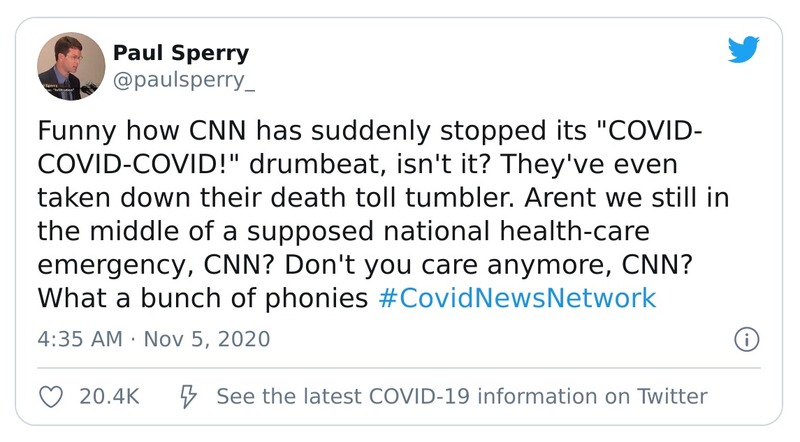 Paul Sperry
@paulsperry_
Funny how CNN has suddenly stopped its "COVID-
COVID-COVID!" drumbeat, isn't it? They've even
taken down their death toll tumbler. Arent we still in
the middle of a supposed national health-care
emergency, CNN? Don't you care anymore, CNN?
What a bunch of phonies #CovidNewsNetwork
4:35 AM · Nov 5, 2020
20.4K See the latest COVID-19 information on Twitter